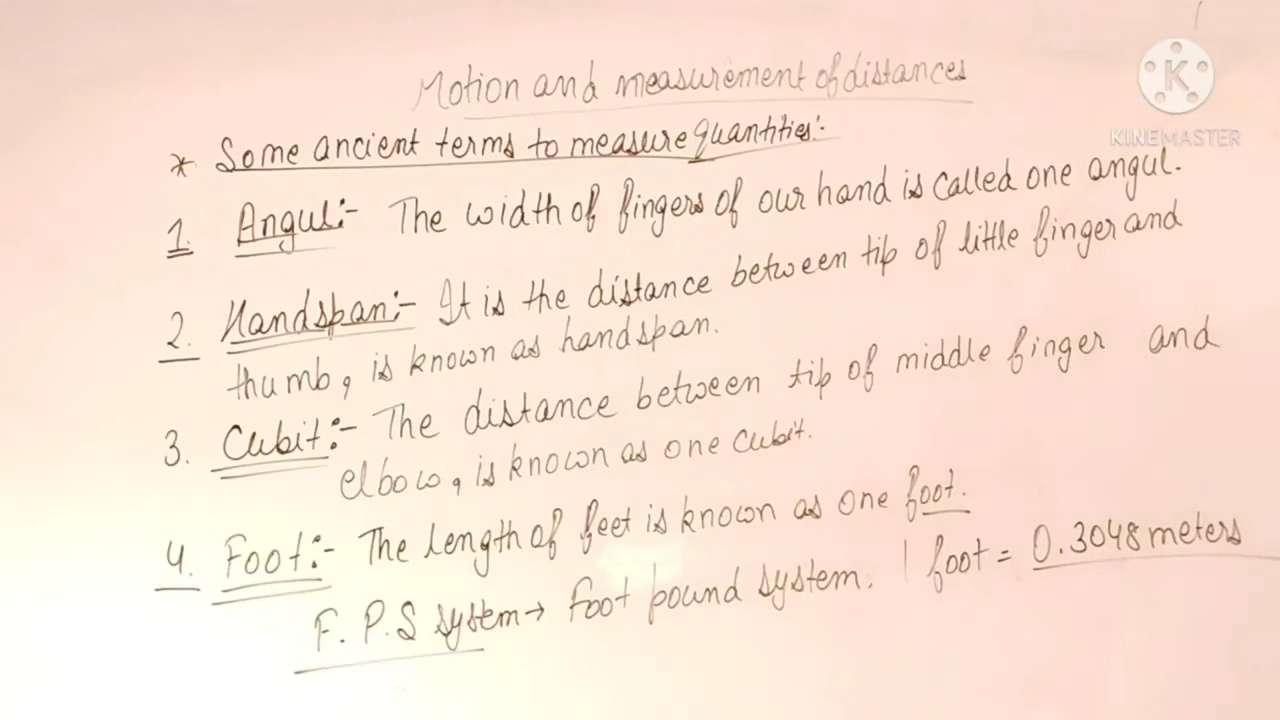 Motion and measurement of distances
* Some ancient terms to measure quantities:-
1. Angul:- The width of fingers of our hand is called one angul.
2. Handspan:- It is the distance between tip of little finger and
thumb, is known as handspan.
3. Cubit:- The distance between tip of middle finger and
elbow, is known as one cubit.
4. Foot:- The length of feet is known as one foot.
F.P.S system → Foot pound system. 1 foot = 0.3048 meters
K
KINEMASTER